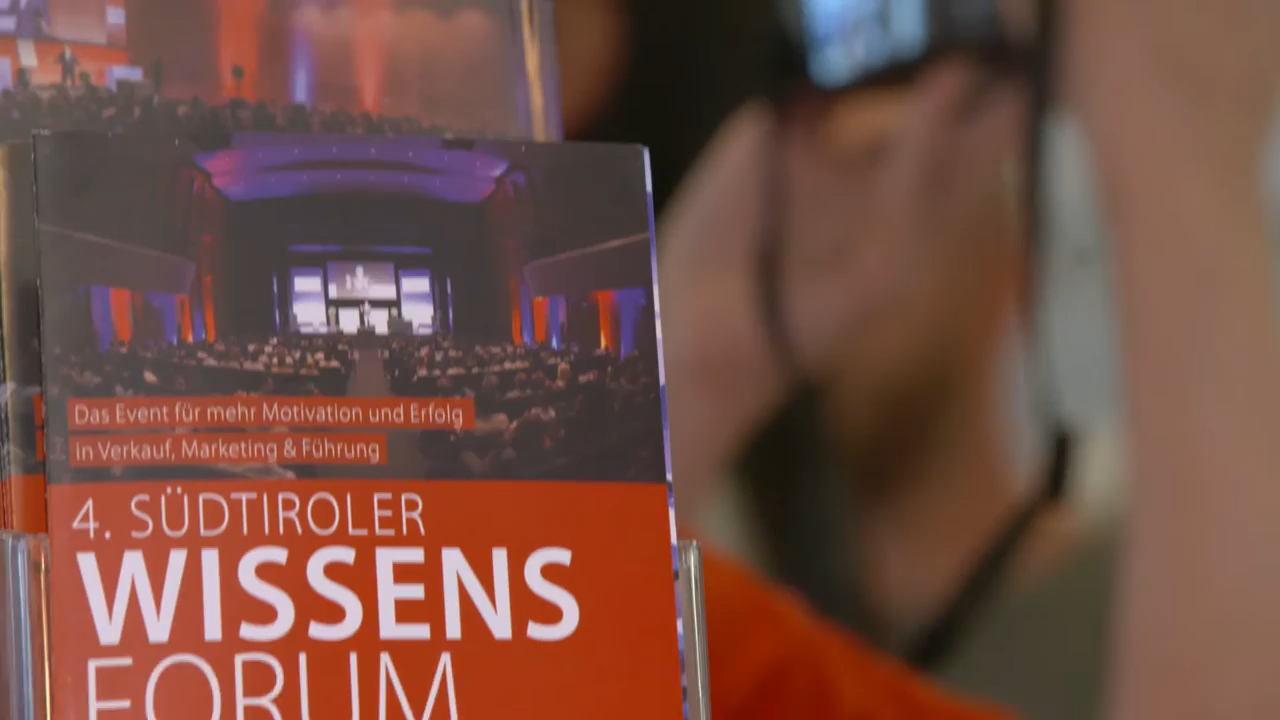 Das Event für mehr Motivation und Erfolg
in Verkauf, Marketing & Führung
4. SÜDTIROLER
WISSENS
FORUM